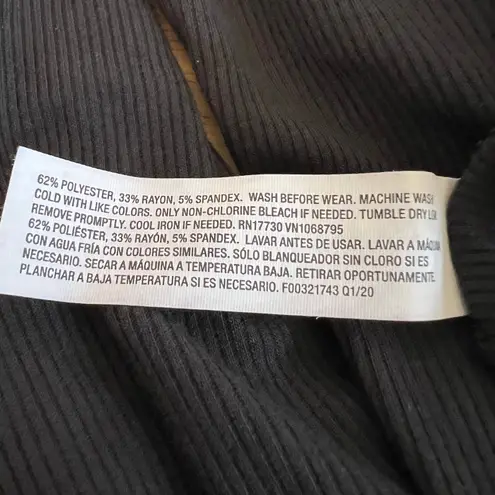 62% POLYESTER, 33% RAYON, 5% SPANDEX. WASH BEFORE WEAR. MACHINE WASH
COLD WITH LIKE COLORS. ONLY NON-CHLORINE BLEACH IF NEEDED. TUMBLE DRY LOW.
REMOVE PROMPTLY. COOL IRON IF NEEDED. RN17730 VN1068795
62% POLIÉSTER, 33% RAYON, 5% SPANDEX. LAVAR ANTES DE USAR. LAVAR A MÁQUINA
CON AGUA FRÍA CON COLORES SIMILARES. SÓLO BLANQUEADOR SIN CLORO SI ES
NECESARIO. SECAR A MÁQUINA A TEMPERATURA BAJA. RETIRAR OPORTUNAMENTE.
PLANCHAR A BAJA TEMPERATURA SI ES NECESARIO. F00321743 Q1/20